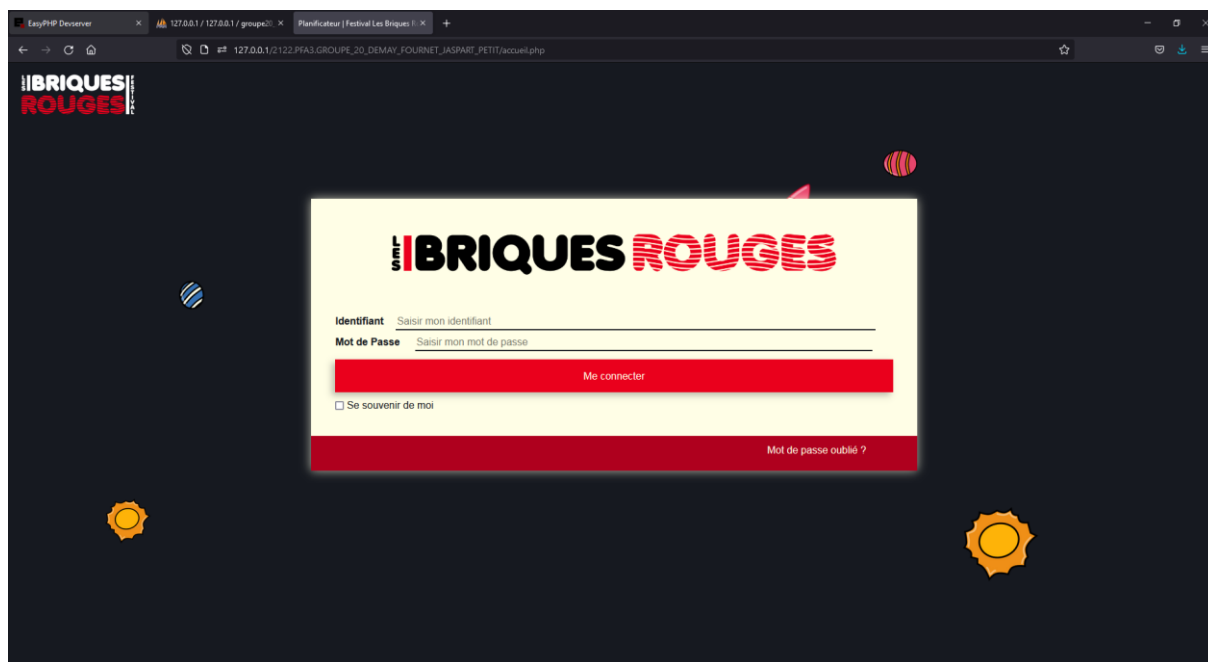 EasyPHP Devserver
127.0.0.1 / 127.0.0.1 / groupe20
Planificateur | Festival Les Briques R
127.0.0.1/2122.PFA3.GROUPE_20_DEMAY_FOURNET_JASPART_PETIT/accueil.php
LES BRIQUES
ROUGES
FESTIVAL
LES BRIQUES ROUGES
Identifiant Saisir mon identifiant
Mot de Passe Saisir mon mot de passe
Me connecter
Se souvenir de moi
Mot de passe oublié ?